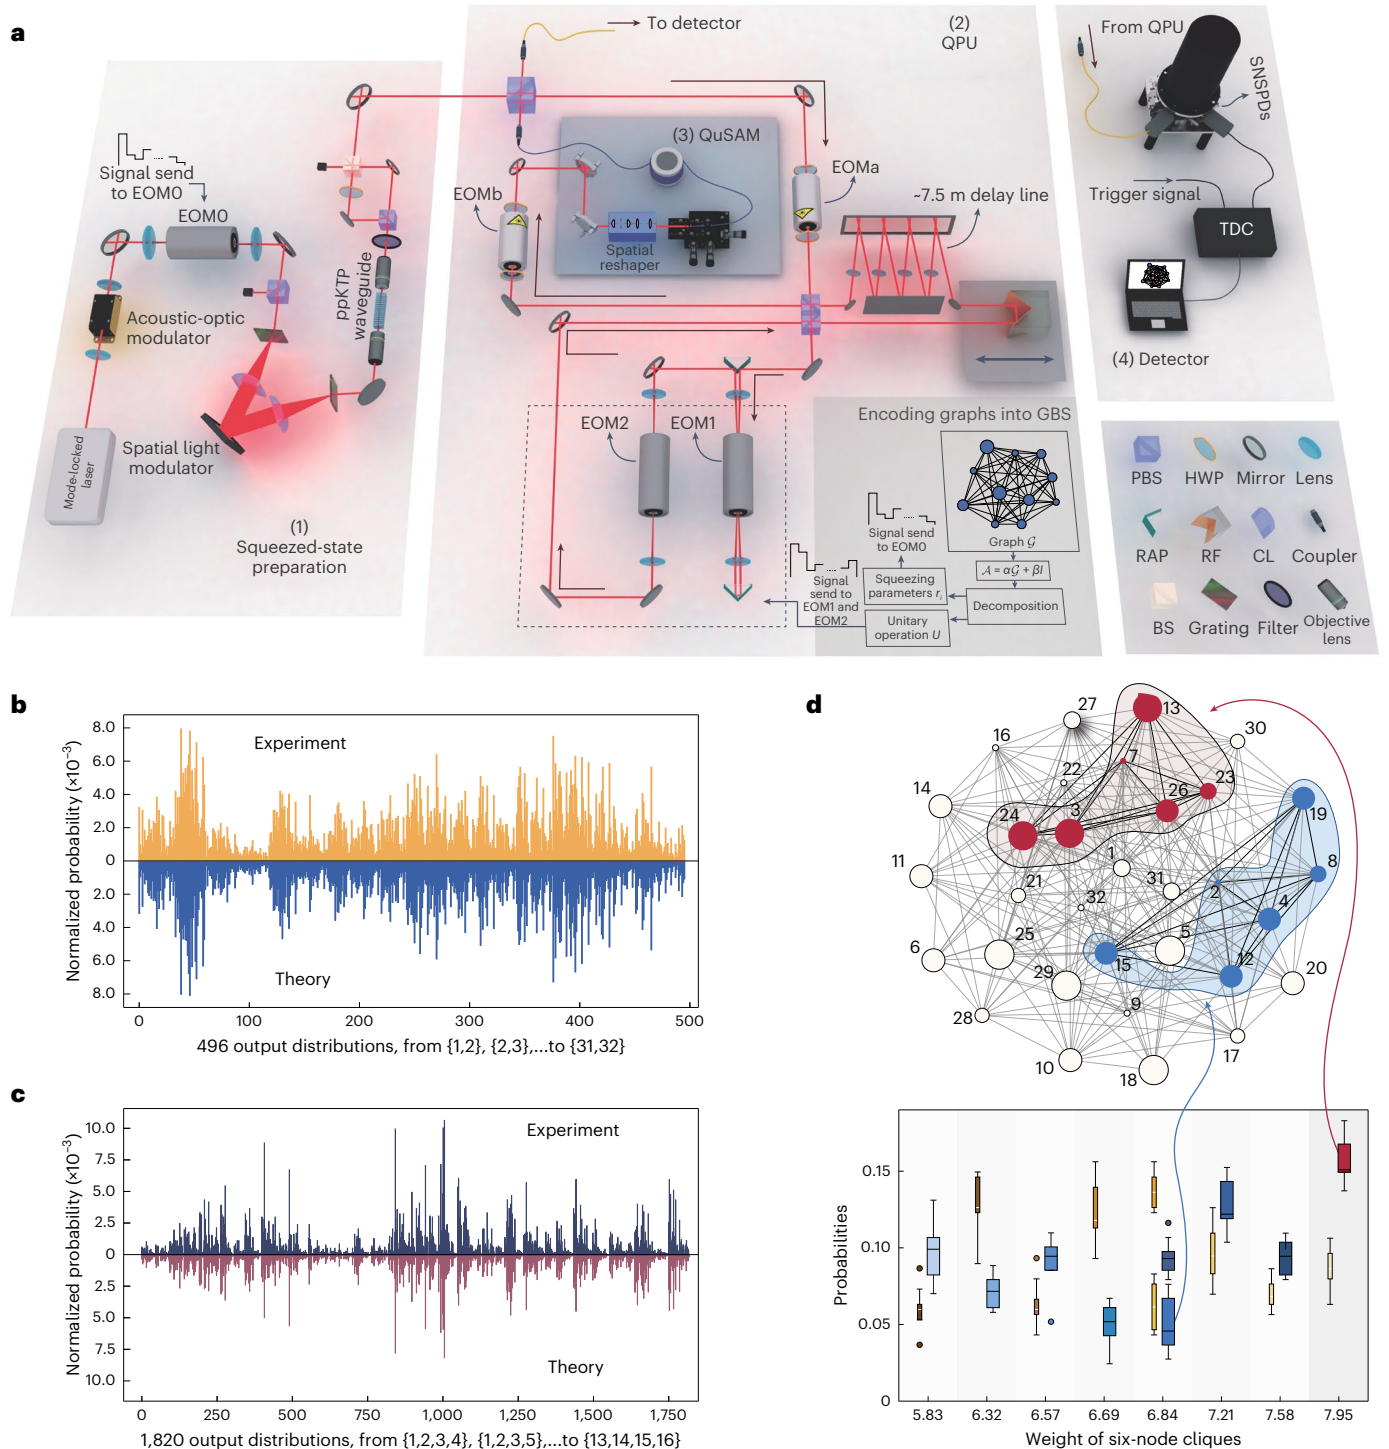 a
To detector
(2)
QPU
From QPU
SNSPDs
(3) QuSAM
Signal send
to EOM0
EOM0
EOMb
EOMa
Trigger signal
TDC
~7.5 m delay line
Spatial
reshaper
ppKTP
waveguide
Acoustic-optic
modulator
(4) Detector
Mode-locked
laser
Spatial light
modulator
EOM2
EOM1
Encoding graphs into GBS
(1)
Squeezed-state
preparation
Graph 𝒢
Signal send
to EOM0
𝒜 = α𝒢 + βI
Signal
send to
EOM1 and
EOM2
Squeezing
parameters rᵢ
Decomposition
Unitary
operation U
PBS HWP Mirror Lens
RAP RF CL Coupler
BS Grating Filter Objective
lens
b
Normalized probability (×10⁻³)
8.0
6.0
4.0
2.0
0
2.0
4.0
6.0
8.0
Experiment
Theory
0 100 200 300 400 500
496 output distributions, from {1,2}, {2,3},...to {31,32}
c
Normalized probability (×10⁻³)
10.0
7.5
5.0
2.5
0
2.5
5.0
7.5
10.0
Experiment
Theory
0 250 500 750 1,000 1,250 1,500 1,750
1,820 output distributions, from {1,2,3,4}, {1,2,3,5},...to {13,14,15,16}
d
27
13
16
30
7
22
23
14
26
19
24
3
1
8
11
31
2
21
32
4
5
25
6
15
12
29
20
9
28
17
10
18
Probabilities
0.15
0.10
0.05
0
5.83 6.32 6.57 6.69 6.84 7.21 7.58 7.95
Weight of six-node cliques